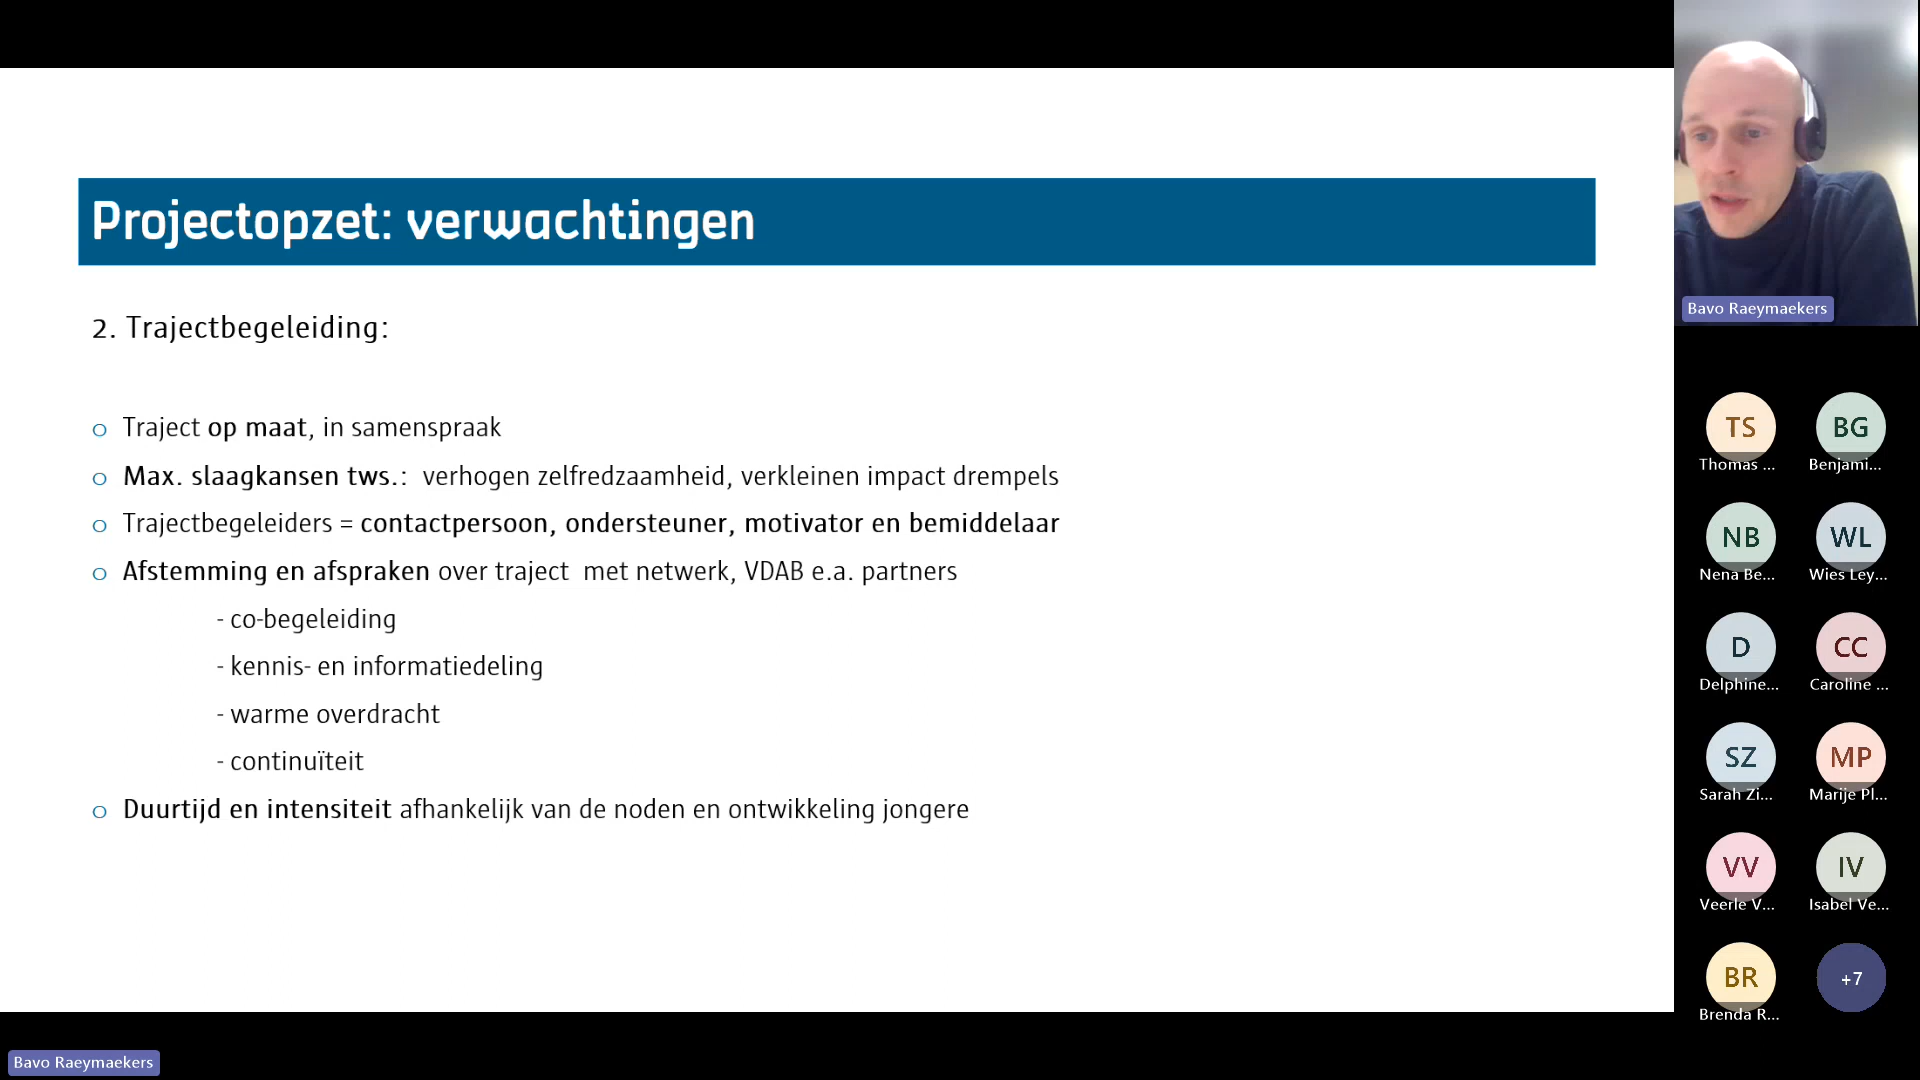 Projectopzet: verwachtingen
2. Trajectbegeleiding:
o Traject op maat, in samenspraak
o Max. slaagkansen tws.: verhogen zelfredzaamheid, verkleinen impact drempels
o Trajectbegeleiders = contactpersoon, ondersteuner, motivator en bemiddelaar
o Afstemming en afspraken over traject met netwerk, VDAB e.a. partners
- co-begeleiding
- kennis- en informatiedeling
- warme overdracht
- continuïteit
o Duurtijd en intensiteit afhankelijk van de noden en ontwikkeling jongere
Bavo Raeymaekers
TS
Thomas ...
BG
Benjami...
NB
Nena Be...
WL
Wies Ley...
D
Delphine...
CC
Caroline ...
SZ
Sarah Zi...
MP
Marije Pl...
VV
Veerle V...
IV
Isabel Ve...
BR
Brenda R...
+7
Bavo Raeymaekers